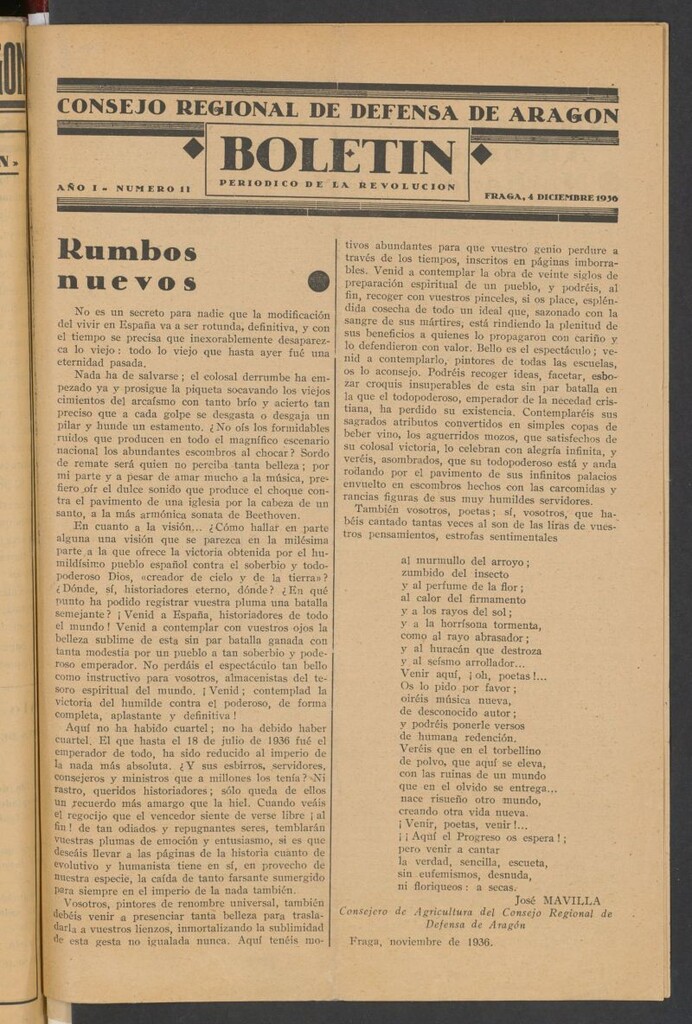 CONSEJO REGIONAL DE DEFENSA DE ARAGON
BOLETIN
PERIODICO DE LA REVOLUCION
AÑO I - NUMERO 11
FRAGA, 4 DICIEMBRE 1936
Rumbos
nuevos
No es un secreto para nadie que la modificación
del vivir en España va a ser rotunda, definitiva, y con
el tiempo se precisa que inexorablemente desaparez-
ca lo viejo : todo lo viejo que hasta ayer fué una
eternidad pasada.
Nada ha de salvarse ; el colosal derrumbe ha em-
pezado ya y prosigue la piqueta socavando los viejos
cimientos del arcaísmo con tanto brío y acierto tan
preciso que a cada golpe se desgasta o desgaja un
pilar y hunde un estamento. ¿No oís los formidables
ruidos que producen en todo el magnífico escenario
nacional los abundantes escombros al chocar? Sordo
de remate será quien no perciba tanta belleza ; por
mi parte y a pesar de amar mucho a la música, pre-
fiero oír el dulce sonido que produce el choque con-
tra el pavimento de una iglesia por la cabeza de un
santo, a la más armónica sonata de Beethoven.
En cuanto a la visión... ¿Cómo hallar en parte
alguna una visión que se parezca en la milésima
parte a la que ofrece la victoria obtenida por el hu-
mildísimo pueblo español contra el soberbio y todo-
poderoso Dios, «creador de cielo y de la tierra»?
¿Dónde, sí, historiadores eterno, dónde? ¿En qué
punto ha podido registrar vuestra pluma una batalla
semejante? ¡ Venid a España, historiadores de todo
el mundo ! Venid a contemplar con vuestros ojos la
belleza sublime de esta sin par batalla ganada con
tanta modestia por un pueblo a tan soberbio y pode-
roso emperador. No perdáis el espectáculo tan bello
como instructivo para vosotros, almacenistas del te-
soro espiritual del mundo. ¡ Venid ; contemplad la
victoria del humilde contra el poderoso, de forma
completa, aplastante y definitiva !
Aquí no ha habido cuartel ; no ha debido haber
cuartel. El que hasta el 18 de julio de 1936 fué el
emperador de todo, ha sido reducido al imperio de
la nada más absoluta. ¿Y sus esbirros, servidores,
consejeros y ministros que a millones los tenía? Ni
rastro, queridos historiadores ; sólo queda de ellos
un recuerdo más amargo que la hiel. Cuando veáis
el regocijo que el vencedor siente de verse libre ¡ al
fin ! de tan odiados y repugnantes seres, temblarán
vuestras plumas de emoción y entusiasmo, si es que
deseáis llevar a las páginas de la historia cuanto de
evolutivo y humanista tiene en sí, en provecho de
nuestra especie, la caída de tanto farsante sumergido
para siempre en el imperio de la nada también.
Vosotros, pintores de renombre universal, también
debéis venir a presenciar tanta belleza para trasla-
darla a vuestros lienzos, inmortalizando la sublimidad
de esta gesta no igualada nunca. Aquí tenéis mo-
tivos abundantes para que vuestro genio perdure a
través de los tiempos, inscritos en páginas imborra-
bles. Venid a contemplar la obra de veinte siglos de
preparación espiritual de un pueblo, y podréis, al
fin, recoger con vuestros pinceles, si os place, esplén-
dida cosecha de todo un ideal que, sazonado con la
sangre de sus mártires, está rindiendo la plenitud de
sus beneficios a quienes lo propagaron con cariño y
lo defendieron con valor. Bello es el espectáculo ; ve-
nid a contemplarlo, pintores de todas las escuelas,
os lo aconsejo. Podréis recoger ideas, facetar, esbo-
zar croquis insuperables de esta sin par batalla en
la que el todopoderoso, emperador de la necedad cris-
tiana, ha perdido su existencia. Contemplaréis sus
sagrados atributos convertidos en simples copas de
beber vino, los aguerridos mozos, que satisfechos de
su colosal victoria, lo celebran con alegría infinita, y
veréis, asombrados, que su todopoderoso está y anda
rodando por el pavimento de sus infinitos palacios
envuelto en escombros hechos con las carcomidas y
rancias figuras de sus muy humildes servidores.
También vosotros, poetas ; sí, vosotros, que ha-
béis cantado tantas veces al son de las liras de vues-
tros pensamientos, estrofas sentimentales
al murmullo del arroyo ;
zumbido del insecto
y al perfume de la flor ;
al calor del firmamento
y a los rayos del sol ;
y a la horrísona tormenta,
como al rayo abrasador ;
y al huracán que destroza
y al seísmo arrollador...
Venir aquí, ¡ oh, poetas !...
Os lo pido por favor ;
oiréis música nueva,
de desconocido autor ;
y podréis ponerle versos
de humana redención.
Veréis que en el torbellino
de polvo, que aquí se eleva,
con las ruinas de un mundo
que en el olvido se entrega...
nace risueño otro mundo,
creando otra vida nueva.
¡ Venir, poetas, venir !...
¡ ¡ Aquí el Progreso os espera ! ;
pero venir a cantar
la verdad, sencilla, escueta,
sin eufemismos, desnuda,
ni floriqueos : a secas.
José MAVILLA
Consejero de Agricultura del Consejo Regional de
Defensa de Aragón
Fraga, noviembre de 1936.